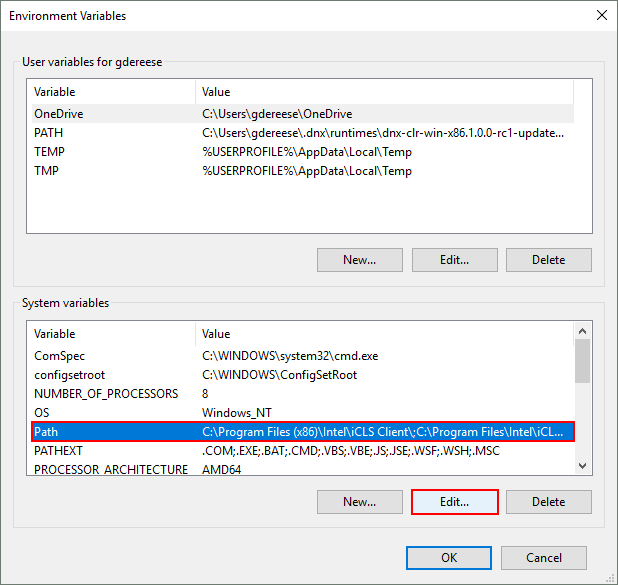 Environment Variables
User variables for gdereese
Variable Value
OneDrive C:\Users\gdereese\OneDrive
PATH C:\Users\gdereese\.dnx\runtimes\dnx-clr-win-x86.1.0.0-rc1-update...
TEMP %USERPROFILE%\AppData\Local\Temp
TMP %USERPROFILE%\AppData\Local\Temp
New... Edit... Delete
System variables
Variable Value
ComSpec C:\WINDOWS\system32\cmd.exe
configsetroot C:\WINDOWS\ConfigSetRoot
NUMBER_OF_PROCESSORS 8
OS Windows_NT
Path C:\Program Files (x86)\Intel\iCLS Client\;C:\Program Files\Intel\iCL...
PATHEXT .COM;.EXE;.BAT;.CMD;.VBS;.VBE;.JS;.JSE;.WSF;.WSH;.MSC
PROCESSOR_ARCHITECTURE AMD64
New... Edit... Delete
OK Cancel